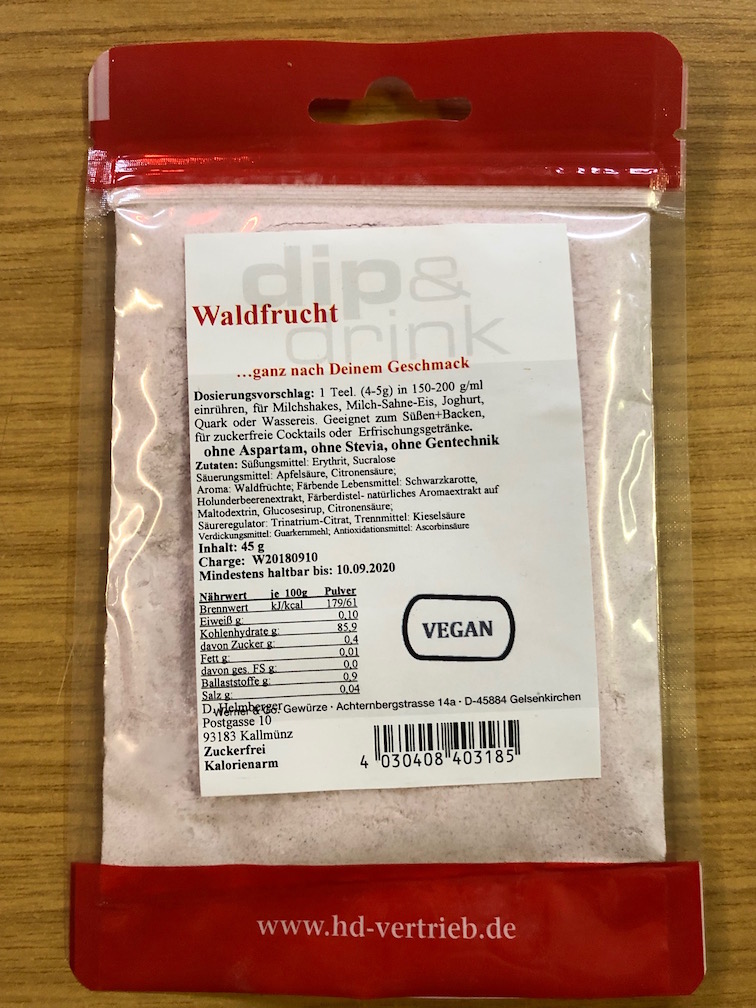 dip &
drink
Waldfrucht
...ganz nach Deinem Geschmack
Dosierungsvorschlag: 1 Teel. (4-5g) in 150-200 g/ml
einrühren, für Milchshakes, Milch-Sahne-Eis, Joghurt,
Quark oder Wassereis. Geeignet zum Süßen+Backen,
für zuckerfreie Cocktails oder Erfrischungsgetränke.
ohne Aspartam, ohne Stevia, ohne Gentechnik
Zutaten: Süßungsmittel: Erythrit, Sucralose
Säuerungsmittel: Apfelsäure, Citronensäure;
Aroma: Waldfrüchte; Färbende Lebensmittel: Schwarzkarotte,
Holunderbeerenextrakt, Färberdistel- natürliches Aromaextrakt auf
Maltodextrin, Glucosesirup, Citronensäure;
Säureregulator: Trinatrium-Citrat, Trennmittel: Kieselsäure
Verdickungsmittel: Guarkernmehl; Antioxidationsmittel: Ascorbinsäure
Inhalt: 45 g
Charge: W20180910
Mindestens haltbar bis: 10.09.2020
Nährwert je 100g Pulver
Brennwert kJ/kcal 179/61
Eiweiß g: 0,10
Kohlenhydrate g: 85,9
davon Zucker g: 0,4
Fett g: 0,01
davon ges. FS g: 0,0
Ballaststoffe g: 0,9
Salz g: 0,04
VEGAN
D. Helmberger
Werner & Co. Gewürze · Achternbergstrasse 14a · D-45884 Gelsenkirchen
Postgasse 10
93183 Kallmünz
Zuckerfrei
Kalorienarm
4 030408 403185
www.hd-vertrieb.de